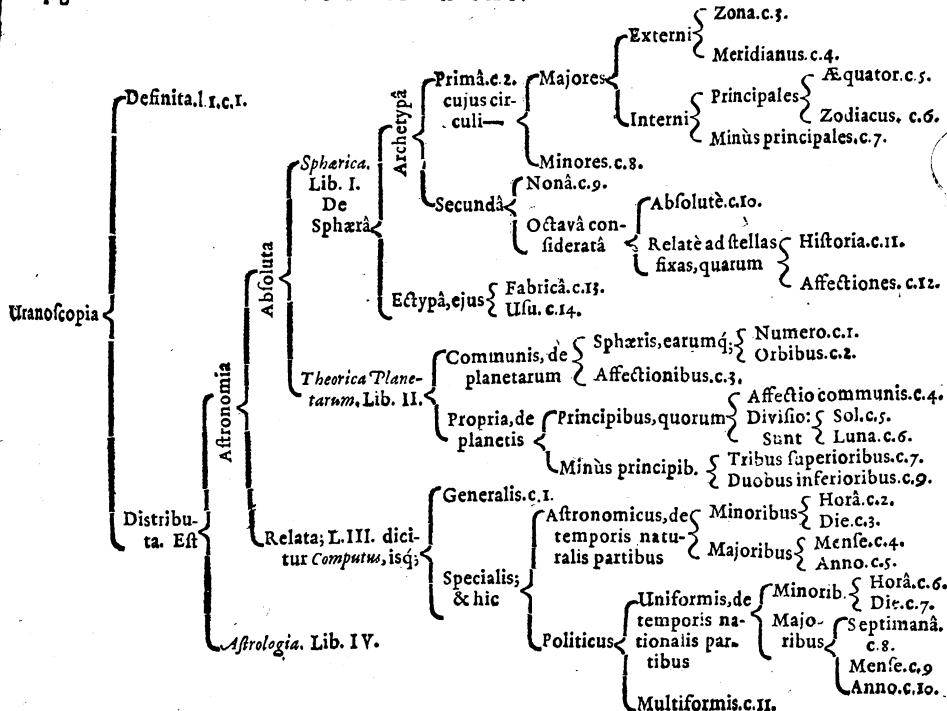 Zona.c.3.
Externi
Meridianus.c.4.
Primâ.c.2.
cujus cir-
culi
Majores
Æquator.c.5.
Principales
Zodiacus. c.6.
Interni
Minùs principales.c.7.
Definita.l.1.c.1.
Archetypâ
Minores.c.8.
Sphærica.
Lib. I.
De
Sphærâ
Nonâ.c.9.
Secundâ
Octavâ con-
sideratâ
Absolutè.c.10.
Relatè ad stellas
fixas, quarum
Historia.c.11.
Affectiones.c.12.
Absoluta
Ectypâ, ejus
Fabricâ.c.13.
Usu. c.14.
Uranoscopia
Astronomia
Theorica Plane-
tarum, Lib. II.
Communis, de
planetarum
Sphæris, earumq́;
Numero.c.1.
Orbibus.c.2.
Affectionibus.c.3.
Propria, de
planetis
Principibus, quorum
Affectio communis.c.4.
Divisio:
Sunt
Sol.c.5.
Luna.c.6.
Minùs principib.
Tribus superioribus.c.7.
Duobus inferioribus.c.9.
Distribu-
ta. Est
Relata; L.III. dici-
tur Computus, isq́;
Generalis.c.1.
Specialis;
& hic
Astronomicus, de
temporis natu-
ralis partibus
Minoribus
Horâ.c.2.
Die.c.3.
Majoribus
Mense.c.4.
Anno.c.5.
Politicus
Uniformis, de
temporis na-
tionalis par-
tibus
Minorib.
Horâ.c.6.
Die.c.7.
Majo-
ribus
Septimanâ.
c.8.
Mense.c.9
Anno.c.10.
Multiformis.c.11.
Astrologia. Lib. IV.